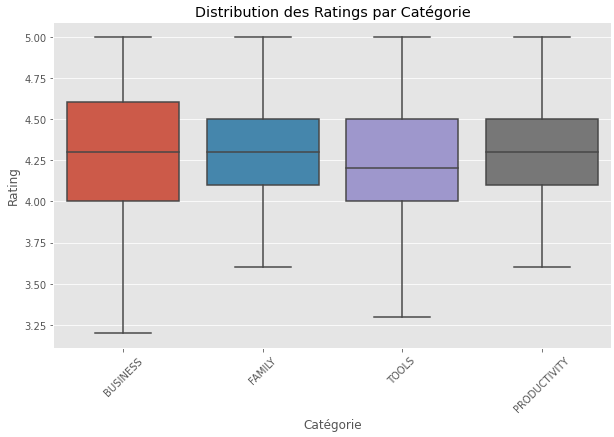 Distribution des Ratings par Catégorie
5.00
4.75
4.50
4.25
4.00
3.75
3.50
3.25
Rating
BUSINESS
FAMILY
TOOLS
PRODUCTIVITY
Catégorie